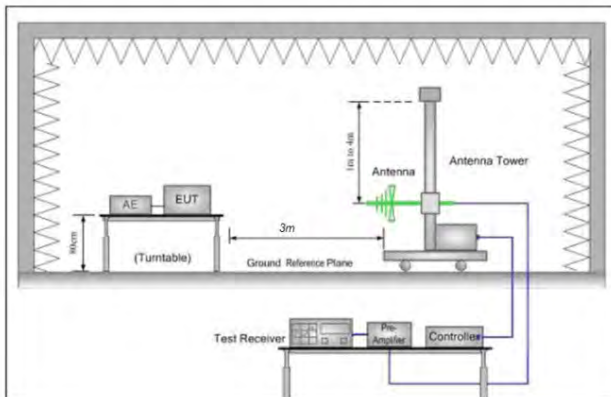 1m to 4m
Antenna
Antenna Tower
AE
EUT
80cm
3m
(Turntable)
Ground Reference Plane
Test Receiver
Pre-
Amplifier
Controller